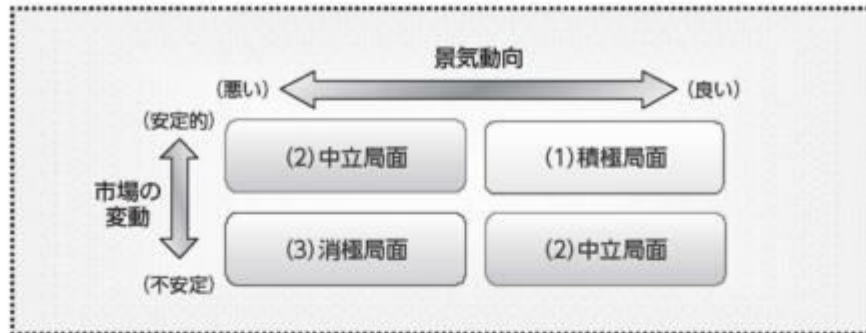 景気動向
(悪い)
(良い)
(安定的)
(2)中立局面
(1)積極局面
市場の
変動
(3)消極局面
(2)中立局面
(不安定)